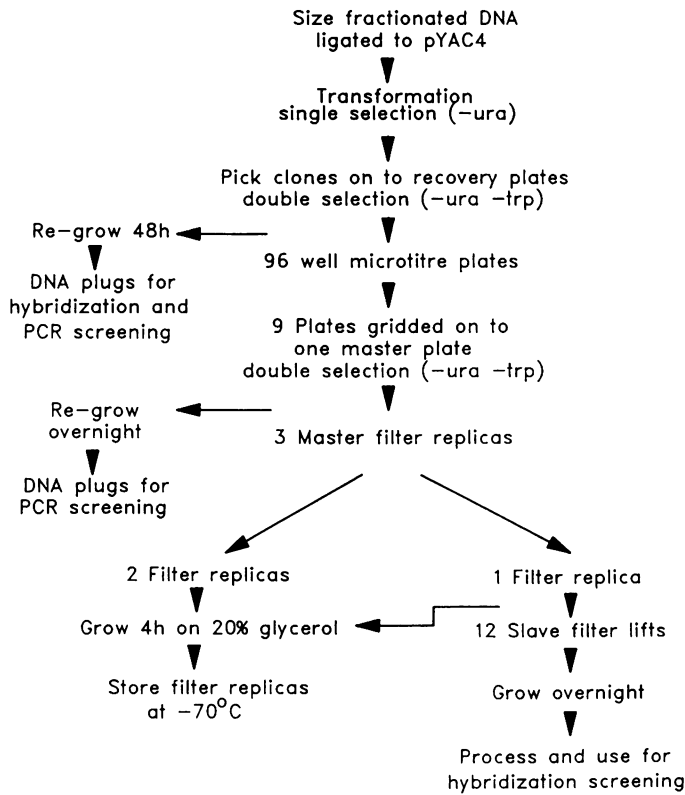 Size fractionated DNA
ligated to pYAC4
Transformation
single selection (-ura)
Pick clones on to recovery plates
double selection (-ura -trp)
Re-grow 48h
96 well microtitre plates
DNA plugs for
hybridization and
PCR screening
9 Plates gridded on to
one master plate
double selection (-ura -trp)
Re-grow
overnight
3 Master filter replicas
DNA plugs for
PCR screening
2 Filter replicas
1 Filter replica
Grow 4h on 20% glycerol
12 Slave filter lifts
Store filter replicas
at -70°C
Grow overnight
Process and use for
hybridization screening